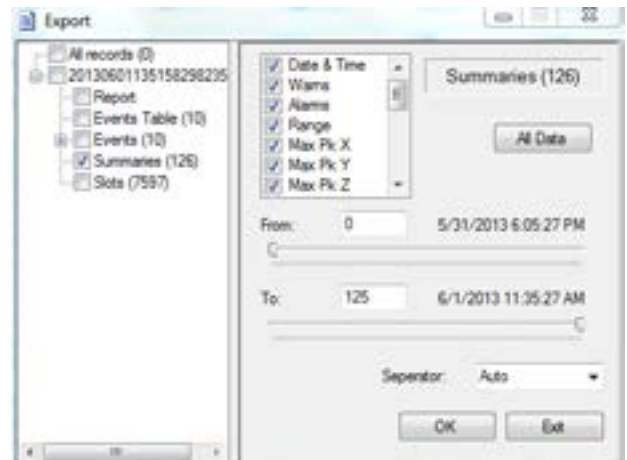 Export
All records (0)
20130601135158298235
Report
Events Table (10)
Events (10)
Summaries (126)
Slots (7597)
Date & Time
Warns
Alarms
Range
Max Pk X
Max Pk Y
Max Pk Z
Summaries (126)
All Data
From: 0 5/31/2013 6:05:27 PM
To: 125 6/1/2013 11:35:27 AM
Seperator: Auto
OK Exit